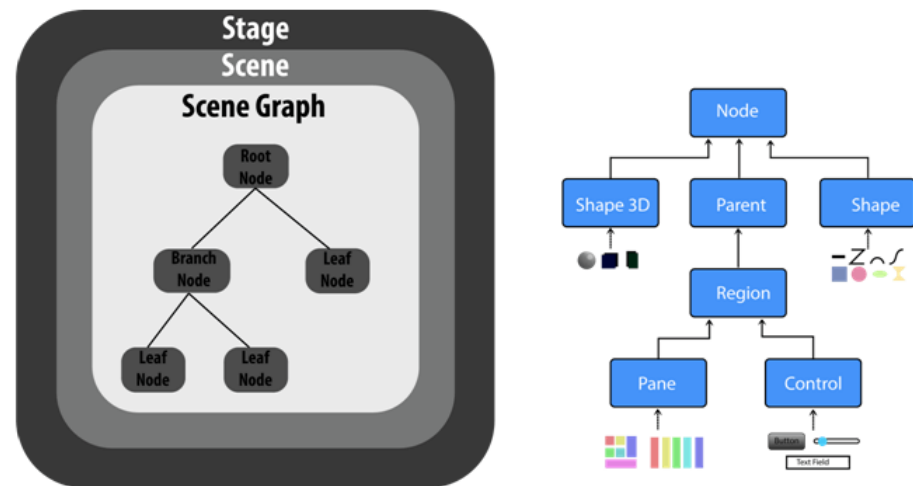 Stage
Scene
Scene Graph
Root
Node
Branch
Node
Leaf
Node
Leaf
Node
Leaf
Node
Node
Shape 3D
Parent
Shape
Region
Pane
Control
Button
Text Field